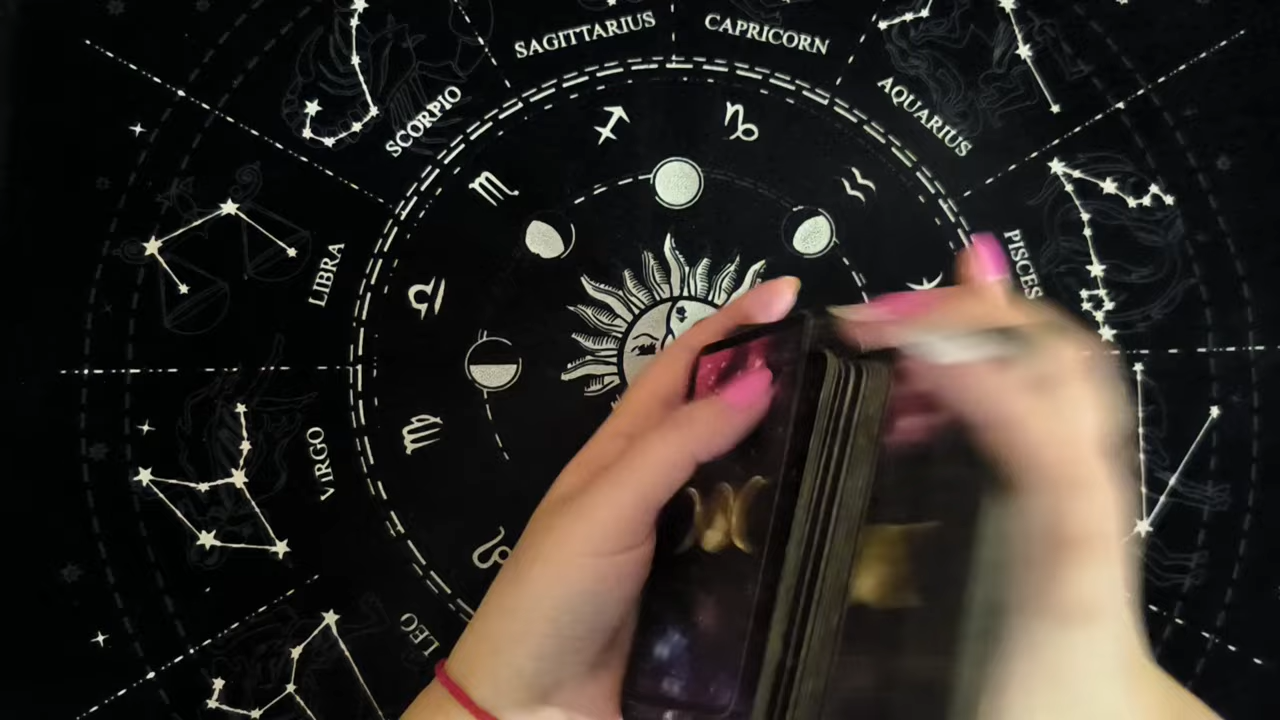 SAGITTARIUS
CAPRICORN
SCORPIO
AQUARIUS
LIBRA
PISCES
VIRGO
LEO